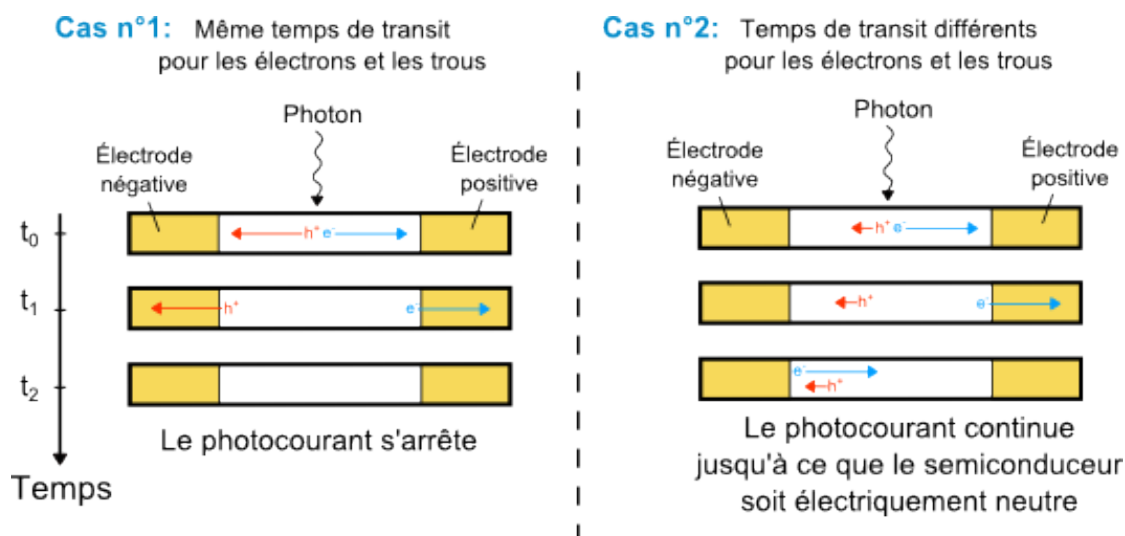 Cas n°1: Même temps de transit
pour les électrons et les trous
Photon
Électrode
négative
Électrode
positive
t0
h+ e-
t1
h+
e-
t2
Le photocourant s'arrête
Temps
Cas n°2: Temps de transit différents
pour les électrons et les trous
Photon
Électrode
négative
Électrode
positive
h+ e-
h+
e-
e-
h+
Le photocourant continue
jusqu'à ce que le semiconduceur
soit électriquement neutre